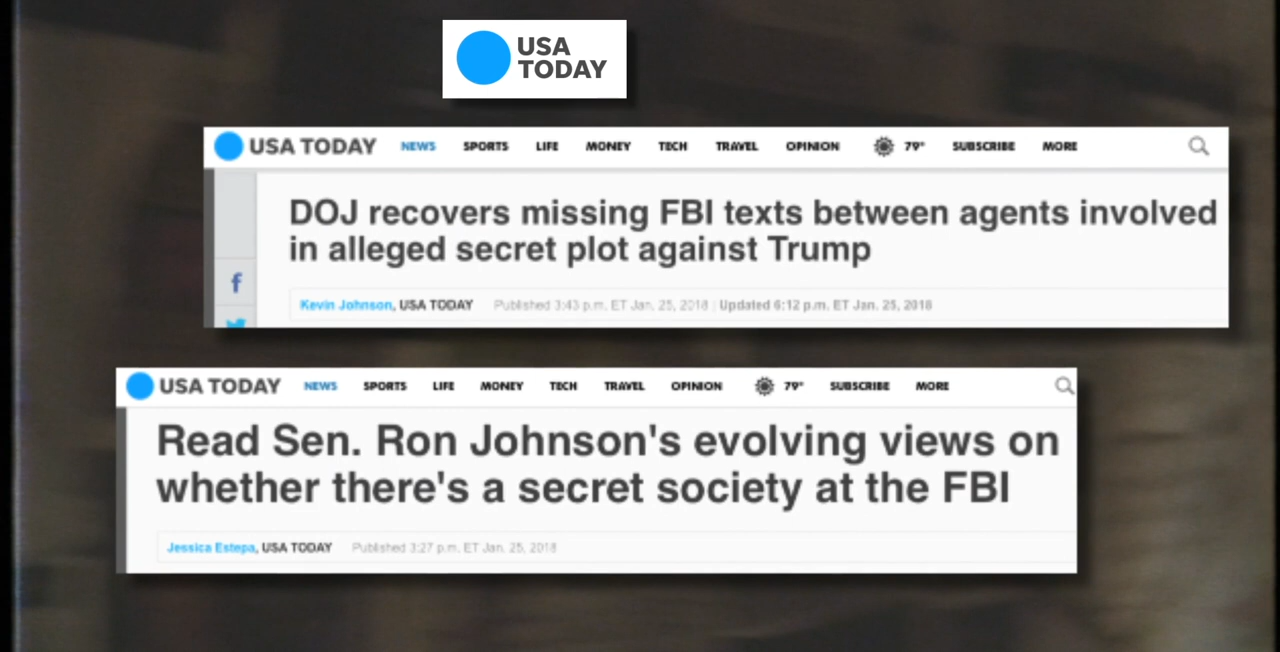 USA
TODAY
USA TODAY NEWS SPORTS LIFE MONEY TECH TRAVEL OPINION 79° SUBSCRIBE MORE
DOJ recovers missing FBI texts between agents involved
in alleged secret plot against Trump
f
Kevin Johnson, USA TODAY Published 3:43 p.m. ET Jan. 25, 2018 | Updated 6:12 p.m. ET Jan. 25, 2018
USA TODAY NEWS SPORTS LIFE MONEY TECH TRAVEL OPINION 79° SUBSCRIBE MORE
Read Sen. Ron Johnson's evolving views on
whether there's a secret society at the FBI
Jessica Estepa, USA TODAY Published 3:27 p.m. ET Jan. 25, 2018